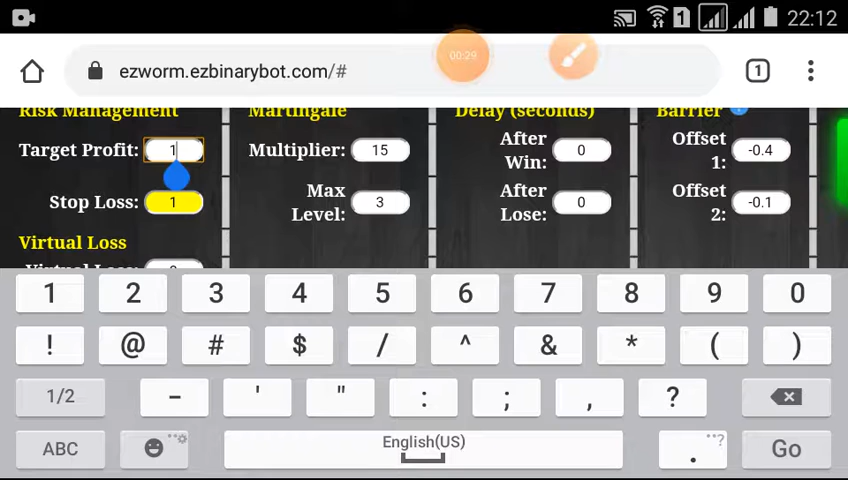 1 22:12
ezworm.ezbinarybot.com/# 00:29 1
Risk Management Martingale Delay (seconds) Barrier
Target Profit: 1 Multiplier: 15 After Win: 0 Offset 1: -0.4
Stop Loss: 1 Max Level: 3 After Lose: 0 Offset 2: -0.1
Virtual Loss
Virtual Loss:
1 2 3 4 5 6 7 8 9 0
! @ # $ / ^ & * ( )
1/2 - ' " : ; , ?
ABC English(US) . ..? Go